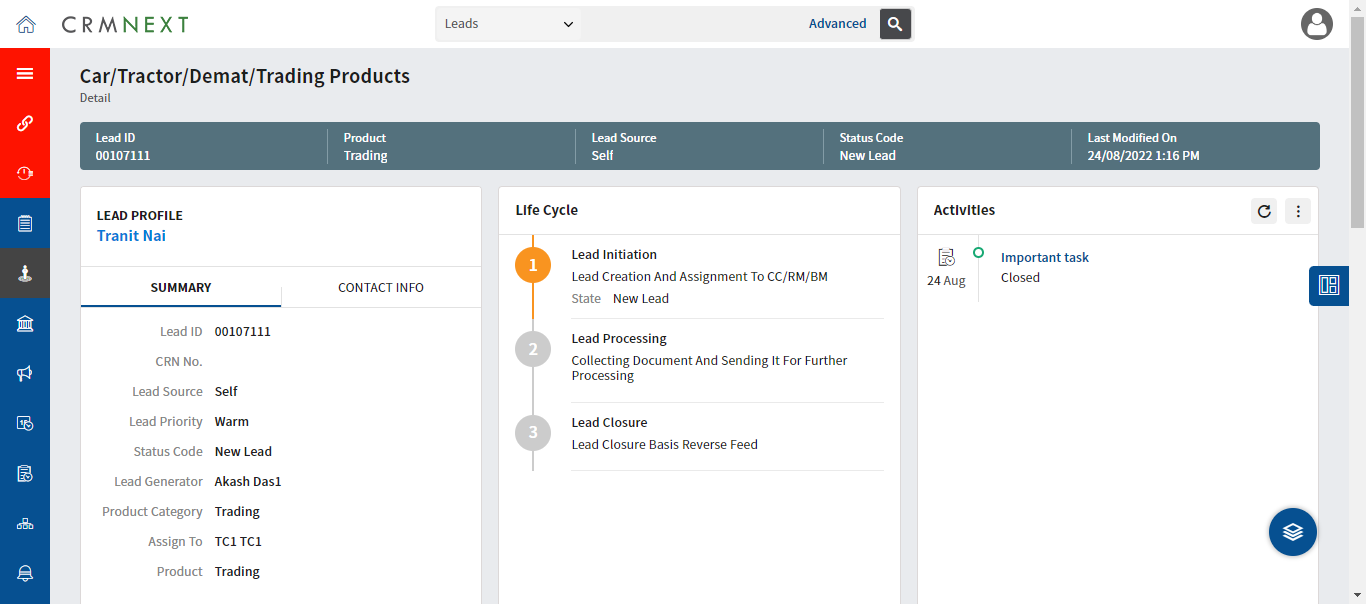 CRMNEXT
Leads
Advanced
Car/Tractor/Demat/Trading Products
Detail
Lead ID
00107111
Product
Trading
Lead Source
Self
Status Code
New Lead
Last Modified On
24/08/2022 1:16 PM
LEAD PROFILE
Tranit Nai
SUMMARY
CONTACT INFO
Lead ID 00107111
CRN No.
Lead Source Self
Lead Priority Warm
Status Code New Lead
Lead Generator Akash Das1
Product Category Trading
Assign To TC1 TC1
Product Trading
Life Cycle
1
Lead Initiation
Lead Creation And Assignment To CC/RM/BM
State New Lead
2
Lead Processing
Collecting Document And Sending It For Further
Processing
3
Lead Closure
Lead Closure Basis Reverse Feed
Activities
24 Aug
Important task
Closed